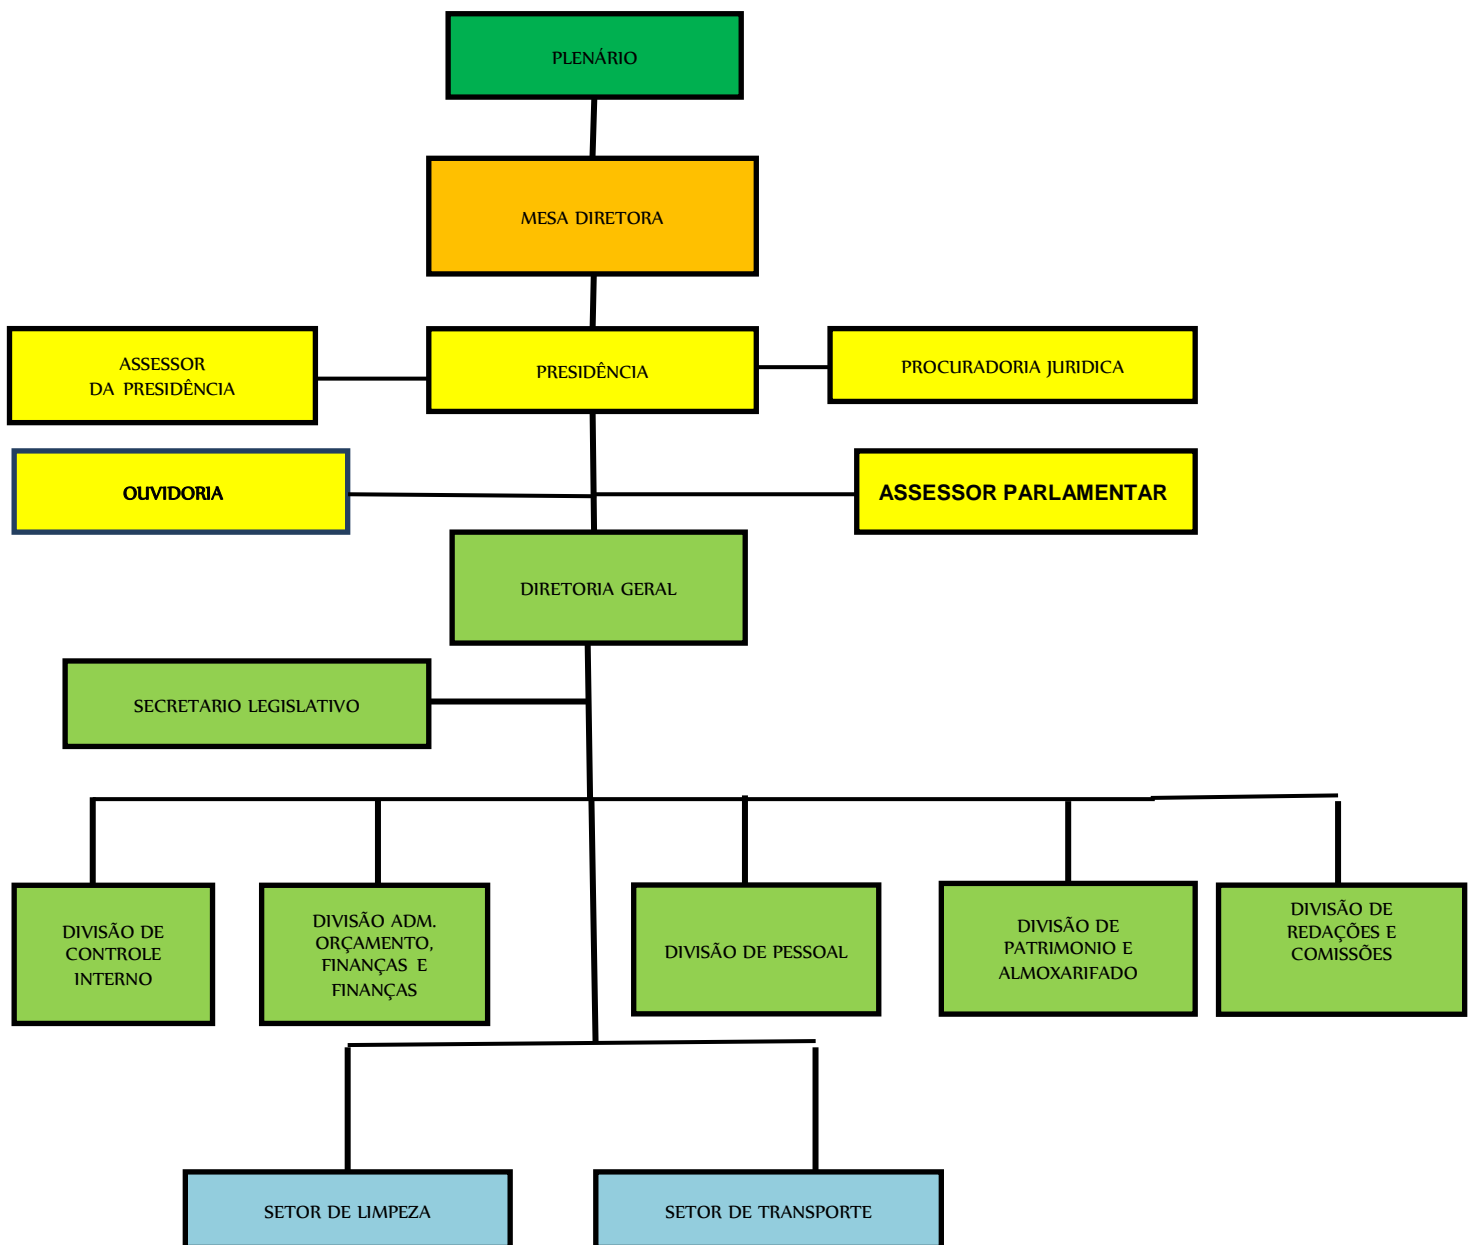 PLENÁRIO
MESA DIRETORA
ASSESSOR
DA PRESIDÊNCIA
PRESIDÊNCIA
PROCURADORIA JURIDICA
OUVIDORIA
ASSESSOR PARLAMENTAR
DIRETORIA GERAL
SECRETARIO LEGISLATIVO
DIVISÃO DE
CONTROLE
INTERNO
DIVISÃO ADM.
ORÇAMENTO,
FINANÇAS E
FINANÇAS
DIVISÃO DE PESSOAL
DIVISÃO DE
PATRIMONIO E
ALMOXARIFADO
DIVISÃO DE
REDAÇÕES E
COMISSÕES
SETOR DE LIMPEZA
SETOR DE TRANSPORTE